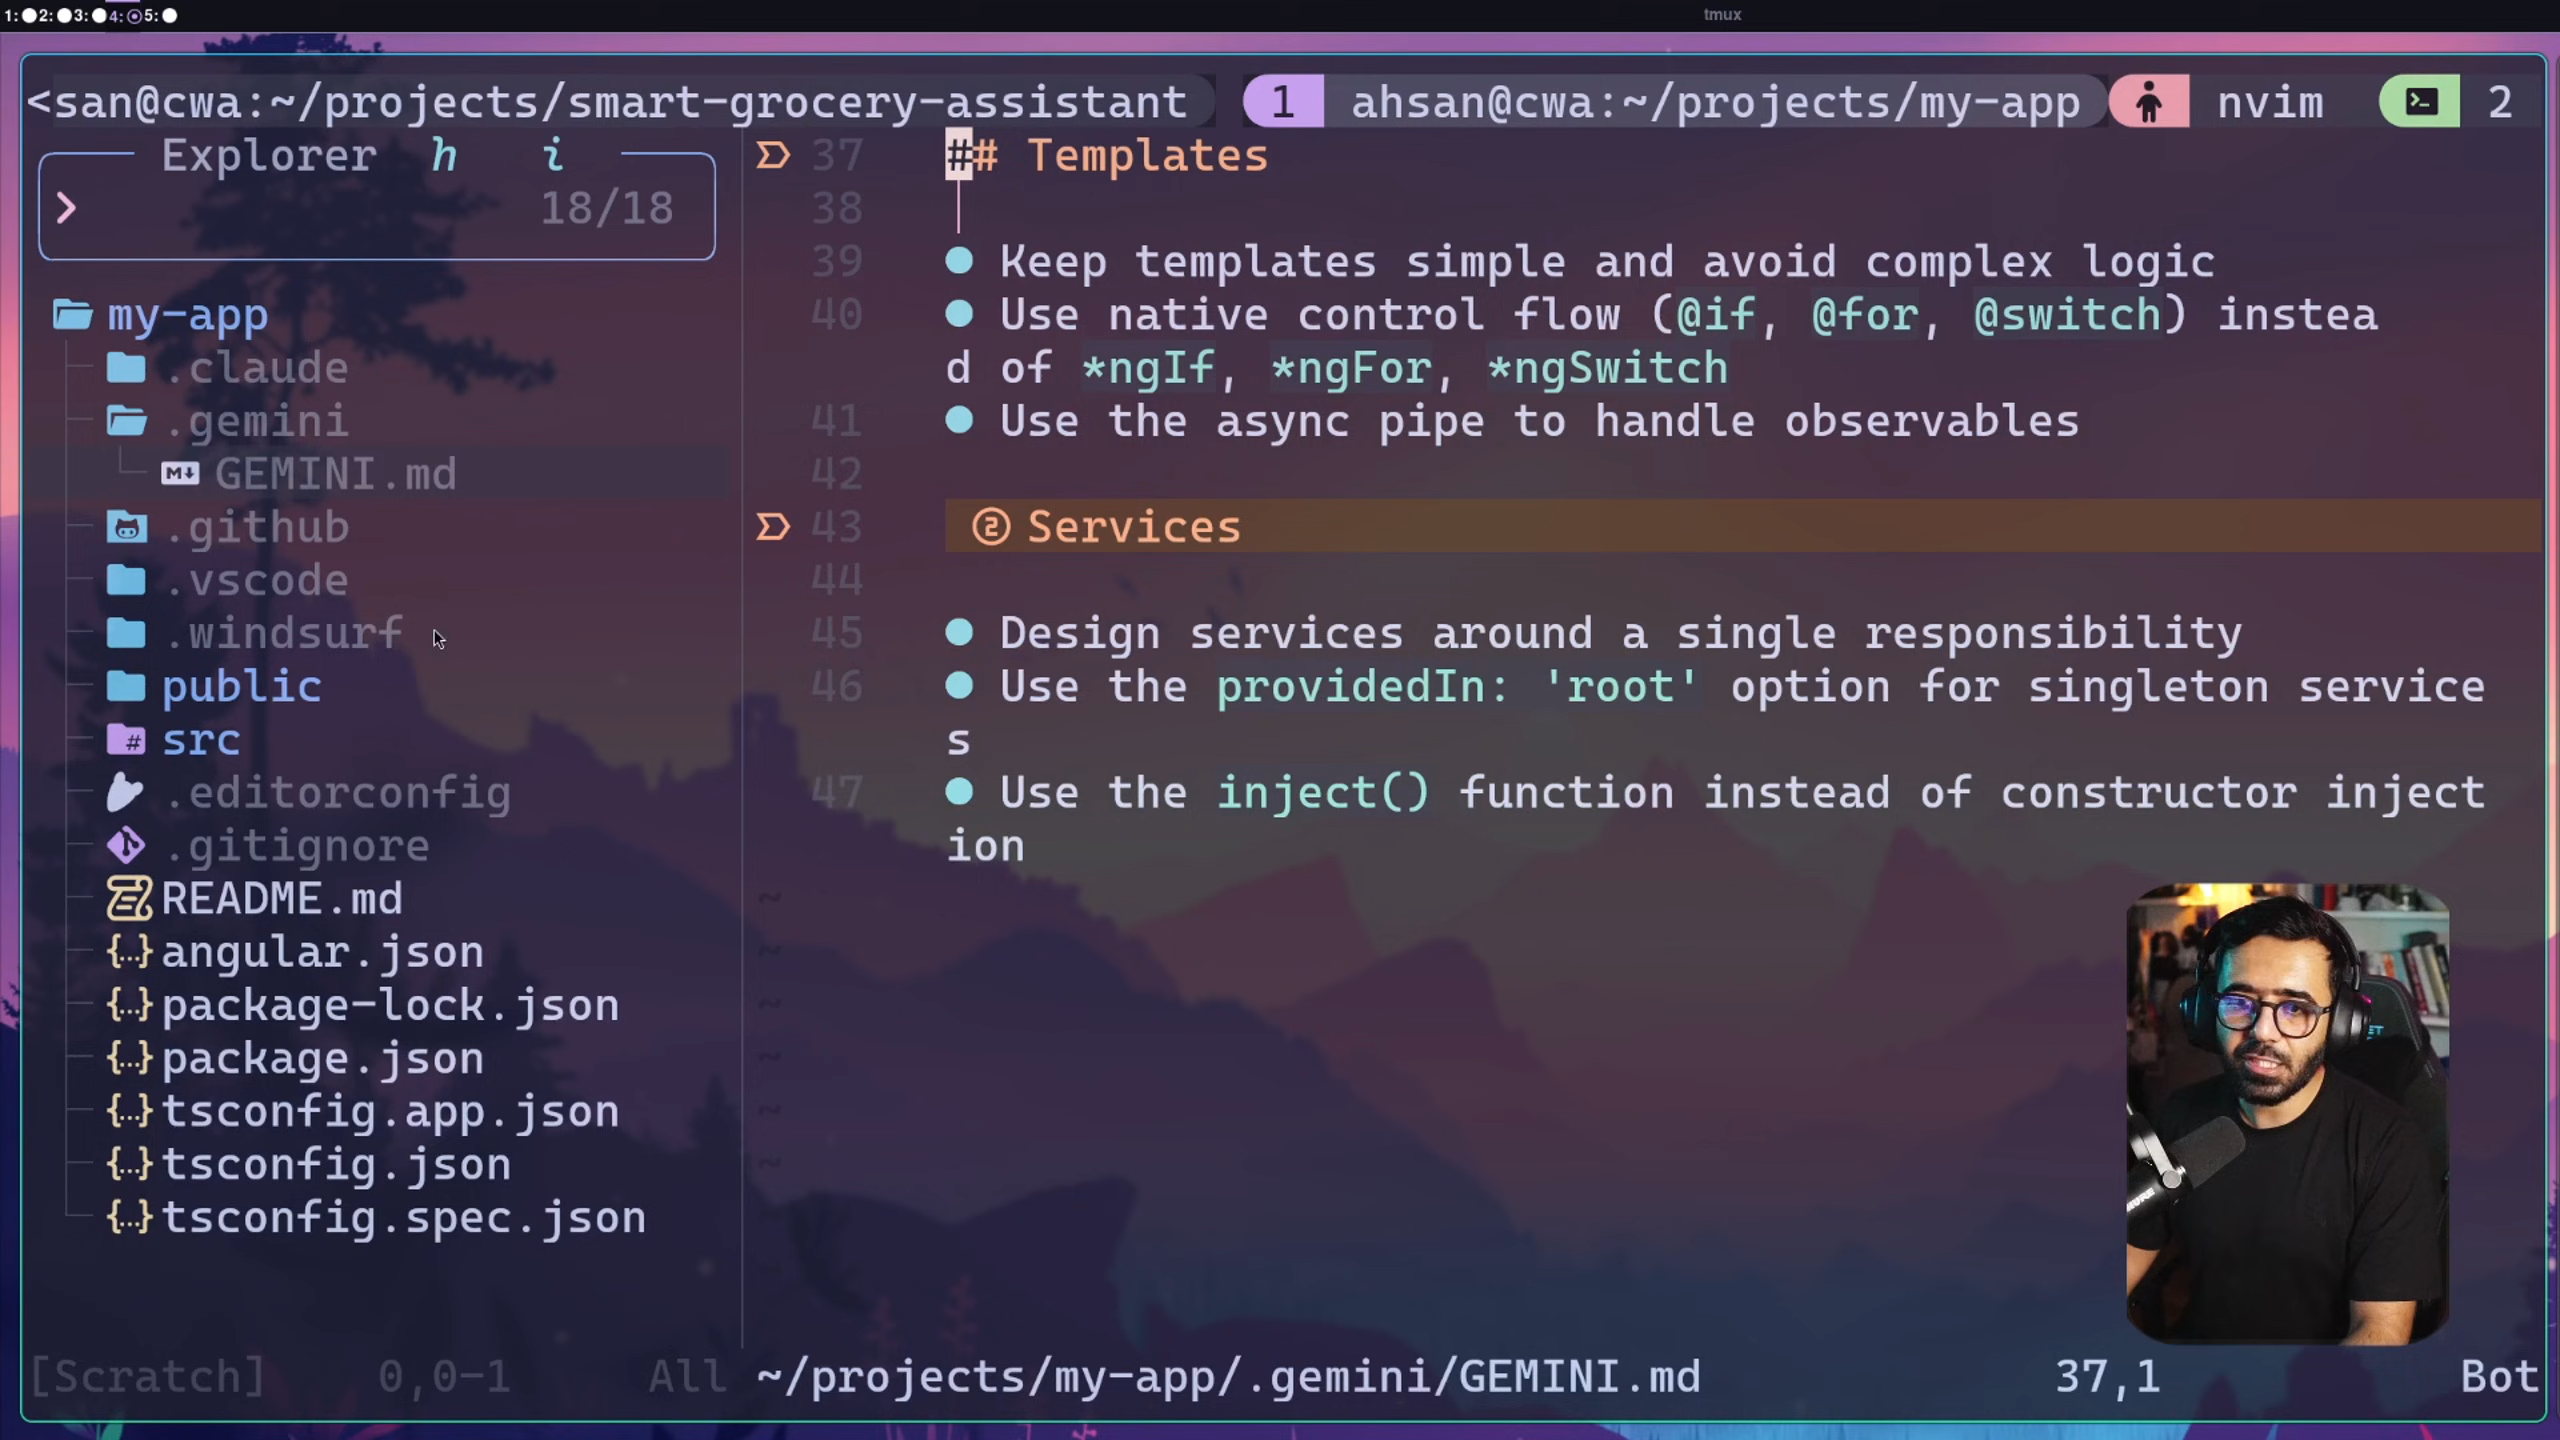 1: 2: 3: 4: 5:
tmux
<san@cwa:~/projects/smart-grocery-assistant
1 ahsan@cwa:~/projects/my-app
nvim
2
Explorer h i
18/18
my-app
.claude
.gemini
GEMINI.md
.github
.vscode
.windsurf
public
src
.editorconfig
.gitignore
README.md
{…} angular.json
{…} package-lock.json
{…} package.json
{…} tsconfig.app.json
{…} tsconfig.json
{…} tsconfig.spec.json
37 ## Templates
38
39 Keep templates simple and avoid complex logic
40 Use native control flow (@if, @for, @switch) instea
d of *ngIf, *ngFor, *ngSwitch
41 Use the async pipe to handle observables
42
43 2 Services
44
45 Design services around a single responsibility
46 Use the providedIn: 'root' option for singleton service
s
47 Use the inject() function instead of constructor inject
ion
~
~
~
~
~
~
[Scratch] 0,0-1 All
~/projects/my-app/.gemini/GEMINI.md 37,1 Bot